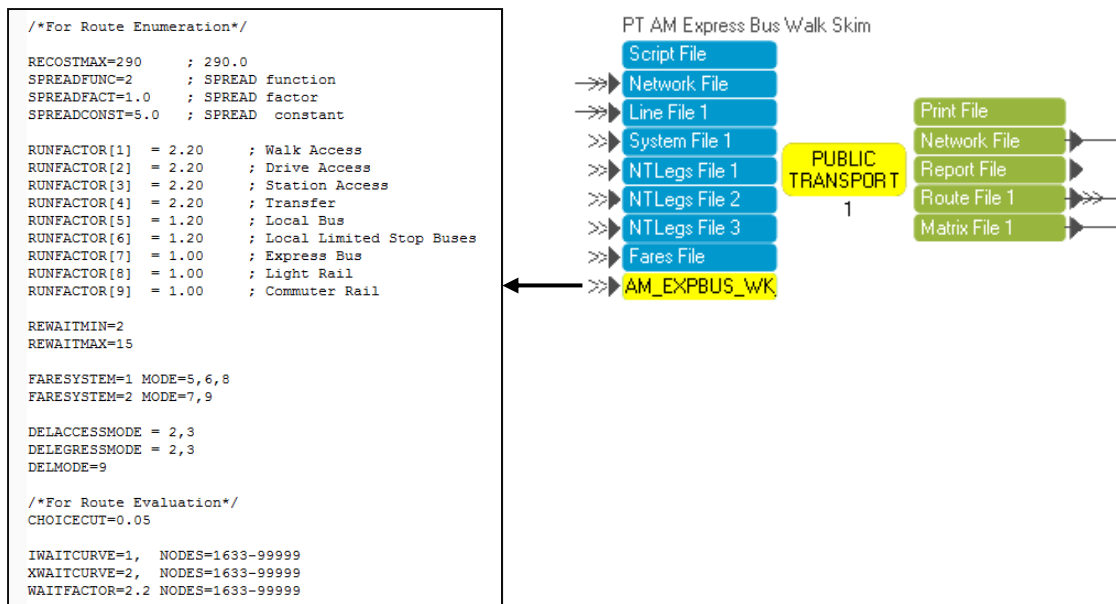 /*For Route Enumeration*/
RECOSTMAX=290 ; 290.0
SPREADFUNC=2 ; SPREAD function
SPREADFACT=1.0 ; SPREAD factor
SPREADCONST=5.0 ; SPREAD constant
RUNFACTOR[1] = 2.20 ; Walk Access
RUNFACTOR[2] = 2.20 ; Drive Access
RUNFACTOR[3] = 2.20 ; Station Access
RUNFACTOR[4] = 2.20 ; Transfer
RUNFACTOR[5] = 1.20 ; Local Bus
RUNFACTOR[6] = 1.20 ; Local Limited Stop Buses
RUNFACTOR[7] = 1.00 ; Express Bus
RUNFACTOR[8] = 1.00 ; Light Rail
RUNFACTOR[9] = 1.00 ; Commuter Rail
REWAITMIN=2
REWAITMAX=15
FARESYSTEM=1 MODE=5,6,8
FARESYSTEM=2 MODE=7,9
DELACCESSMODE = 2,3
DELEGRESSMODE = 2,3
DELMODE=9
/*For Route Evaluation*/
CHOICECUT=0.05
IWAITCURVE=1, NODES=1633-99999
XWAITCURVE=2, NODES=1633-99999
WAITFACTOR=2.2 NODES=1633-99999
PT AM Express Bus Walk Skim
Script File
Network File
Line File 1
System File 1
NTLegs File 1
NTLegs File 2
NTLegs File 3
Fares File
AM_EXPBUS_WK
PUBLIC
TRANSPORT
1
Print File
Network File
Report File
Route File 1
Matrix File 1